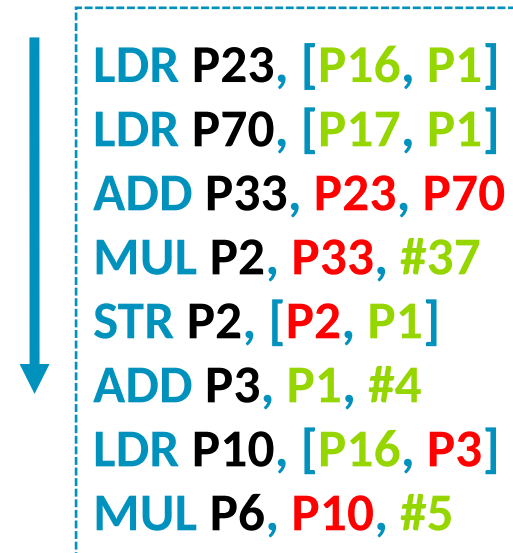 LDR P23, [P16, P1]
LDR P70, [P17, P1]
ADD P33, P23, P70
MUL P2, P33, #37
STR P2, [P2, P1]
ADD P3, P1, #4
LDR P10, [P16, P3]
MUL P6, P10, #5